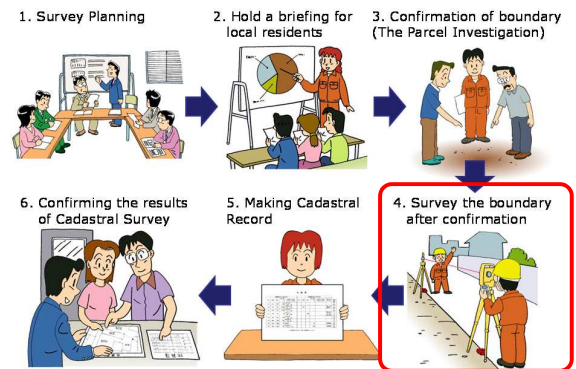 1. Survey Planning
2. Hold a briefing for
local residents
3. Confirmation of boundary
(The Parcel Investigation)
4. Survey the boundary
after confirmation
5. Making Cadastral
Record
6. Confirming the results
of Cadastral Survey